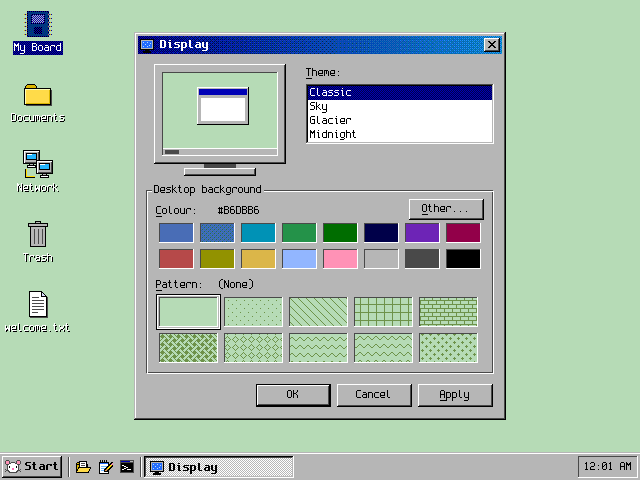 My Board
Documents
Network
Trash
welcome.txt
Display
Theme:
Classic
Sky
Glacier
Midnight
Desktop background
Colour: #B6DBB6
Other...
Pattern: (None)
OK
Cancel
Apply
Start
Display
12:01 AM